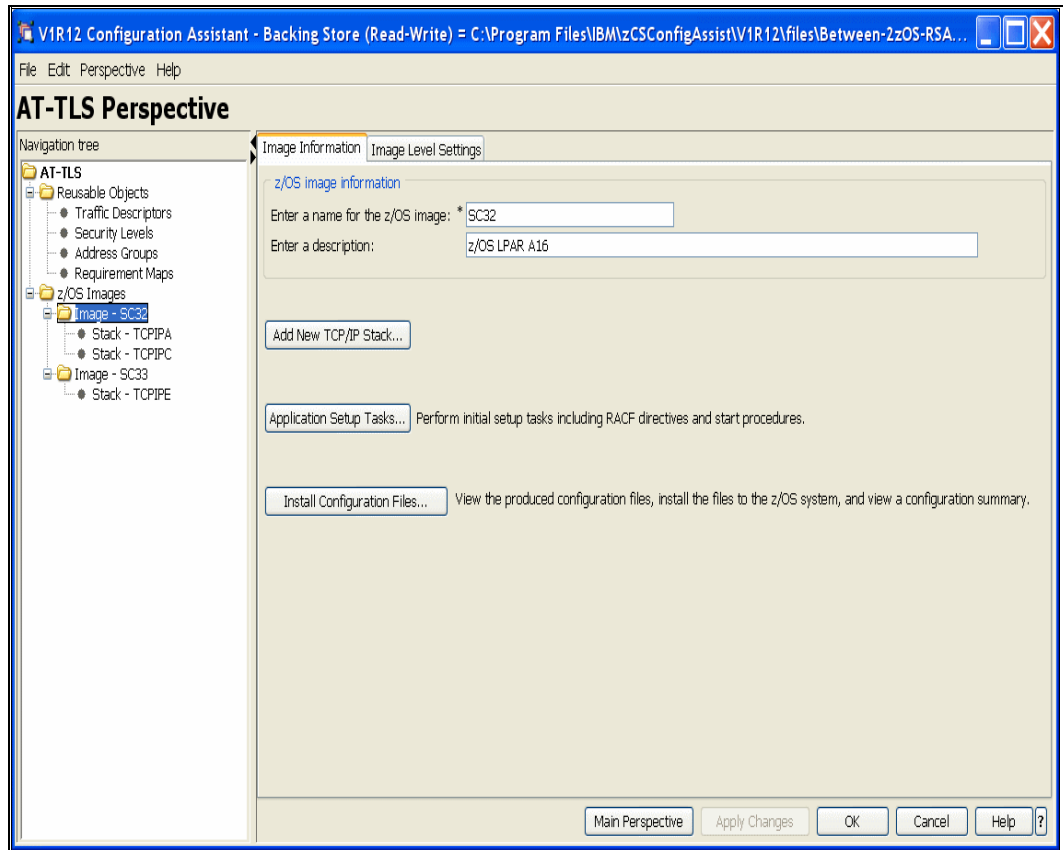 V1R12 Configuration Assistant - Backing Store (Read-Write) = C:\Program Files\IBM\zCSConfigAssist\V1R12\files\Between-2zOS-RSA...
File Edit Perspective Help
AT-TLS Perspective
Navigation tree
AT-TLS
Reusable Objects
Traffic Descriptors
Security Levels
Address Groups
Requirement Maps
z/OS Images
Image - SC32
Stack - TCPIPA
Stack - TCPIPC
Image - SC33
Stack - TCPIPE
Image Information Image Level Settings
z/OS image information
Enter a name for the z/OS image: * SC32
Enter a description: z/OS LPAR A16
Add New TCP/IP Stack...
Application Setup Tasks... Perform initial setup tasks including RACF directives and start procedures.
Install Configuration Files... View the produced configuration files, install the files to the z/OS system, and view a configuration summary.
Main Perspective Apply Changes OK Cancel Help ?